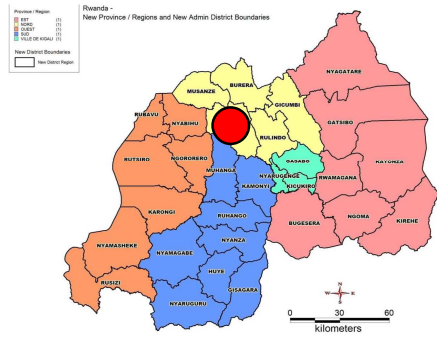 Province / Region
EST (1)
NORD (1)
OUEST (1)
SUD (1)
VILLE DE KIGALI (1)
New District Boundaries
New District Region
Rwanda -
New Province / Regions and New Admin District Boundaries
NYAGATARE
BURERA
MUSANZE
GICUMBI
RUBAVU
GATSIBO
NYABIHU
RULINDO
RUTSIRO
NGORORERO
GASABO
KAYONZA
MUHANGA
NYARUGENGE
RWAMAGANA
KAMONYI
KICUKIRO
KARONGI
RUHANGO
NGOMA
BUGESERA
KIREHE
NYAMASHEKE
NYANZA
NYAMAGABE
HUYE
RUSIZI
GISAGARA
NYARUGURU
N
W E
S
0 30 60
kilometers